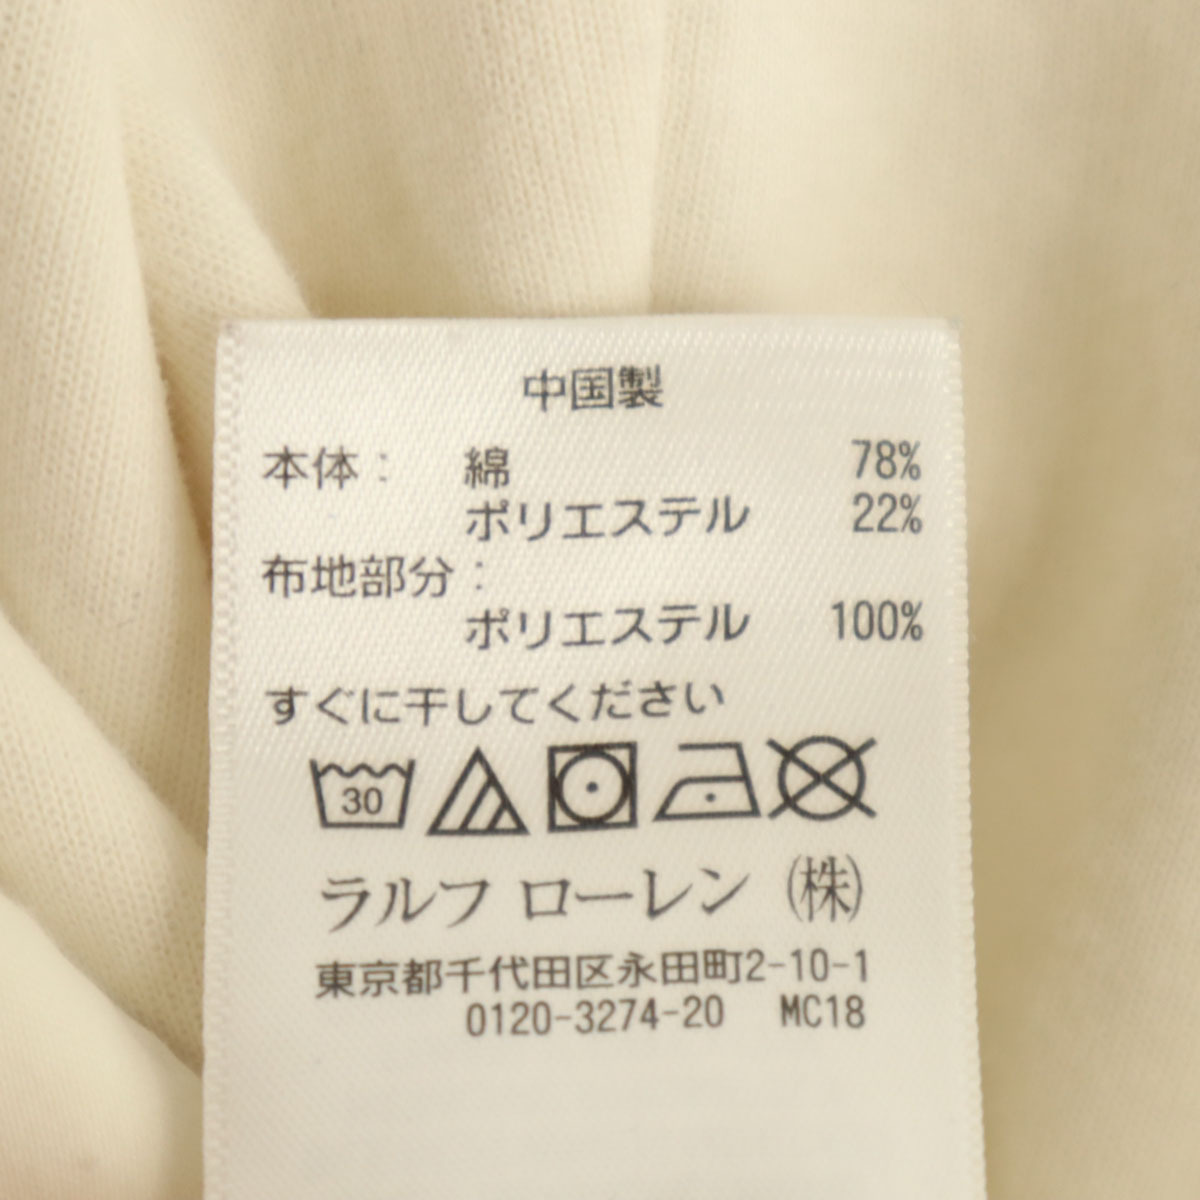 中国製
本体： 綿 78%
ポリエステル 22%
布地部分：
ポリエステル 100%
すぐに干してください
30
ラルフ ローレン (株)
東京都千代田区永田町2-10-1
0120-3274-20 MC18